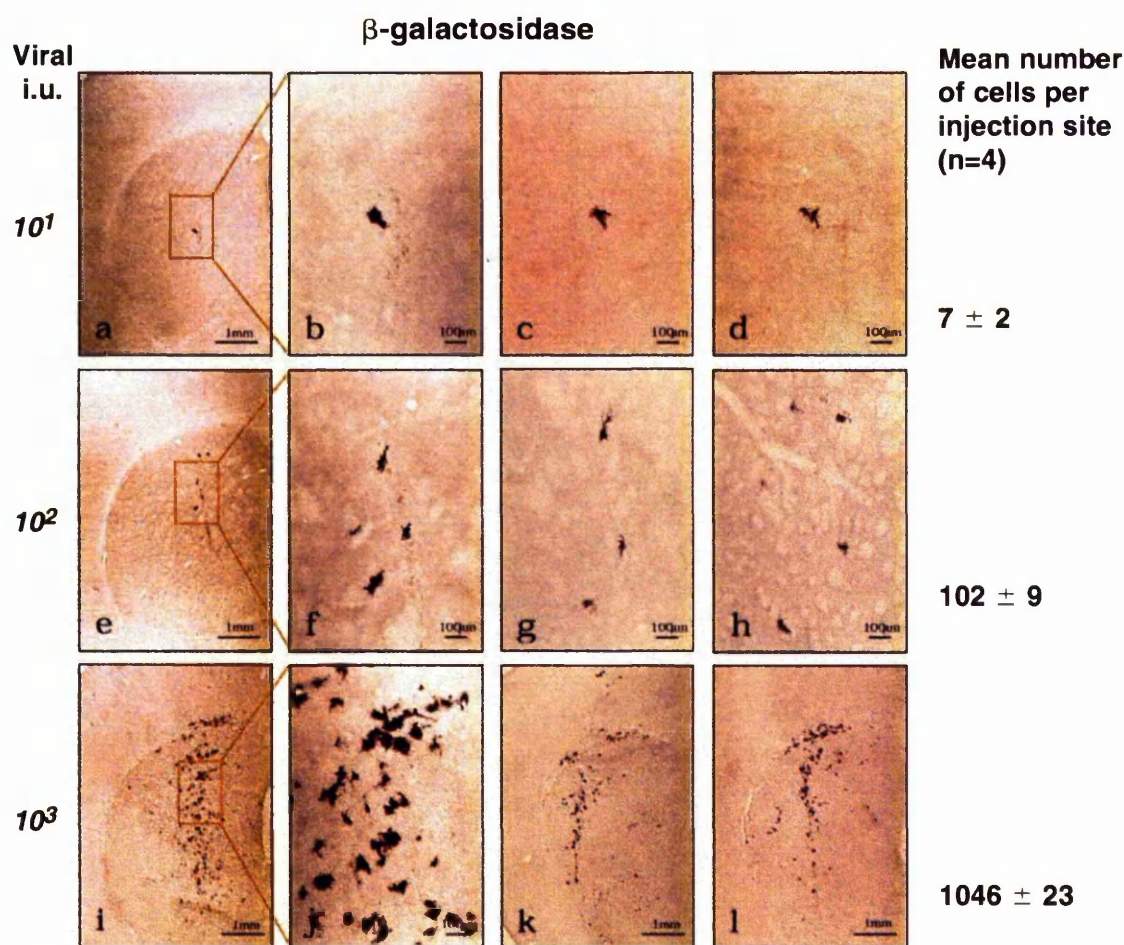 β-galactosidase
Viral
i.u.
Mean number
of cells per
injection site
(n=4)
10¹
a
1mm
b
100µm
c
100µm
d
100µm
7 ± 2
10²
e
1mm
f
100µm
g
100µm
h
100µm
102 ± 9
10³
i
1mm
j
k
1mm
l
1mm
1046 ± 23